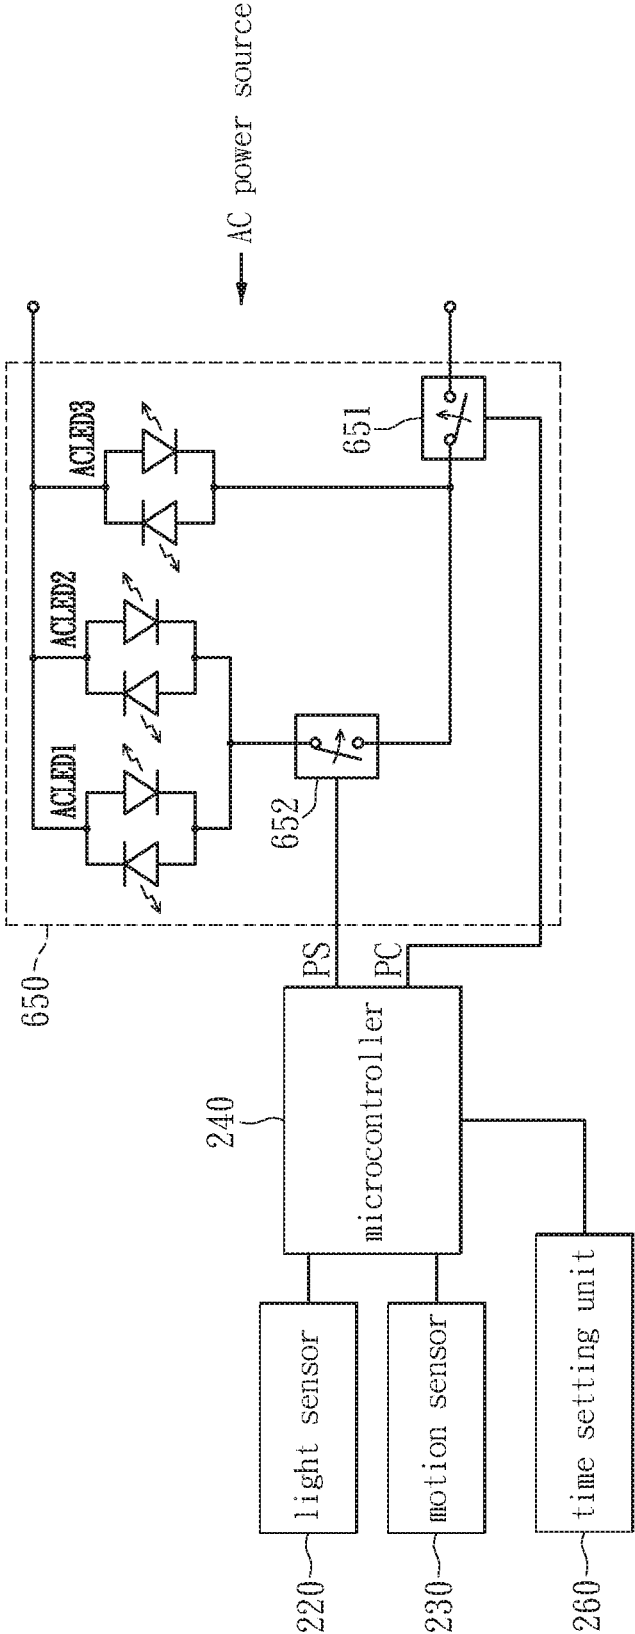 220
light sensor
230
motion sensor
260
time setting unit
240
microcontroller
PS
PC
650
ACLED1
ACLED2
ACLED3
652
651
AC power source